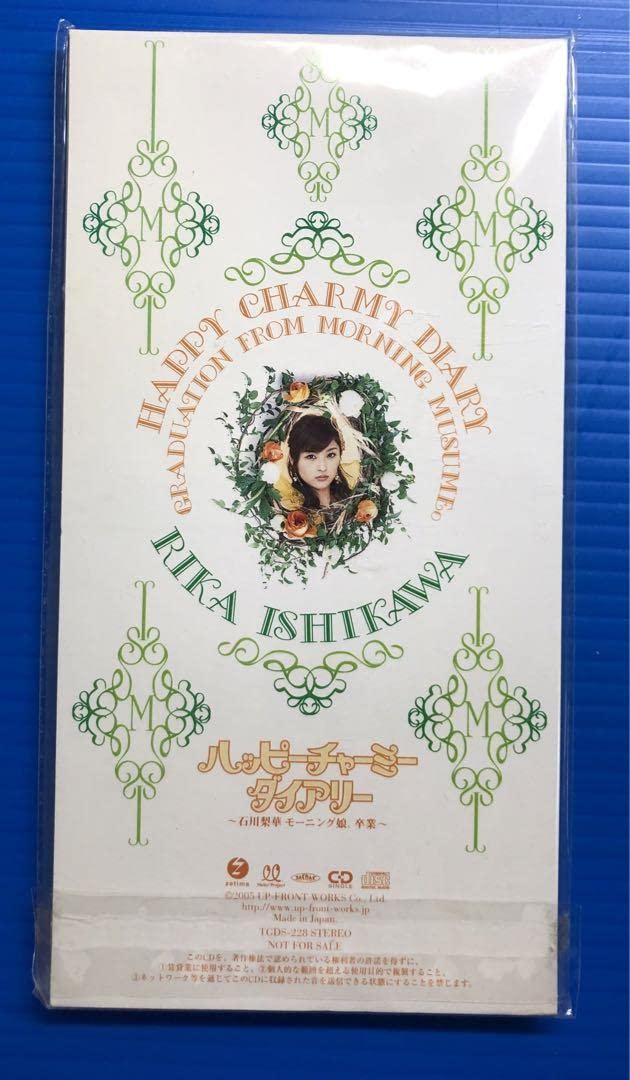 M
M
M
HAPPY CHARMY DIARY
GRADUATION FROM MORNING MUSUME。
RIKA ISHIKAWA
M
M
ハッピーチャーミー
ダイアリー
～石川梨華 モーニング娘。卒業～
zetima
Hello! Project
CD
SINGLE
COMPACT
disc
DIGITAL AUDIO
©2005 UP-FRONT WORKS Co., Ltd
http://www.up-front-works.jp
Made in Japan.
TGDS-228 STEREO
NOT FOR SALE
このCDを、著作権法で認められている権利者の許諾を得ずに、
①賃貸業に使用すること、②個人的な範囲を超える使用目的で複製すること、
③ネットワーク等を通じてこのCDに収録された音を送信できる状態にすることを禁じます。